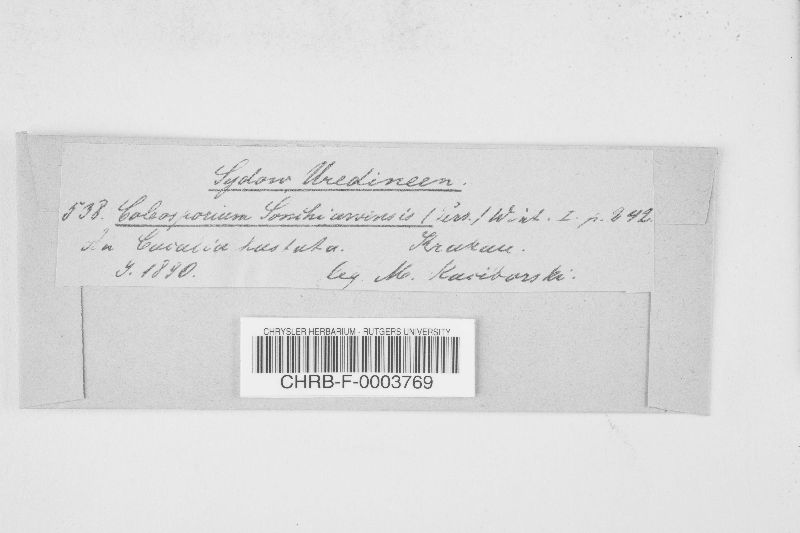 Sydow Uredineen.
538. Coleosporium Sonchi arvensis (Pers.) Wint. I. p. 242.
In Cacalia hastata. Krakau.
9. 1890. leg. M. Raciborski.
CHRYSLER HERBARIUM - RUTGERS UNIVERSITY
CHRB-F-0003769